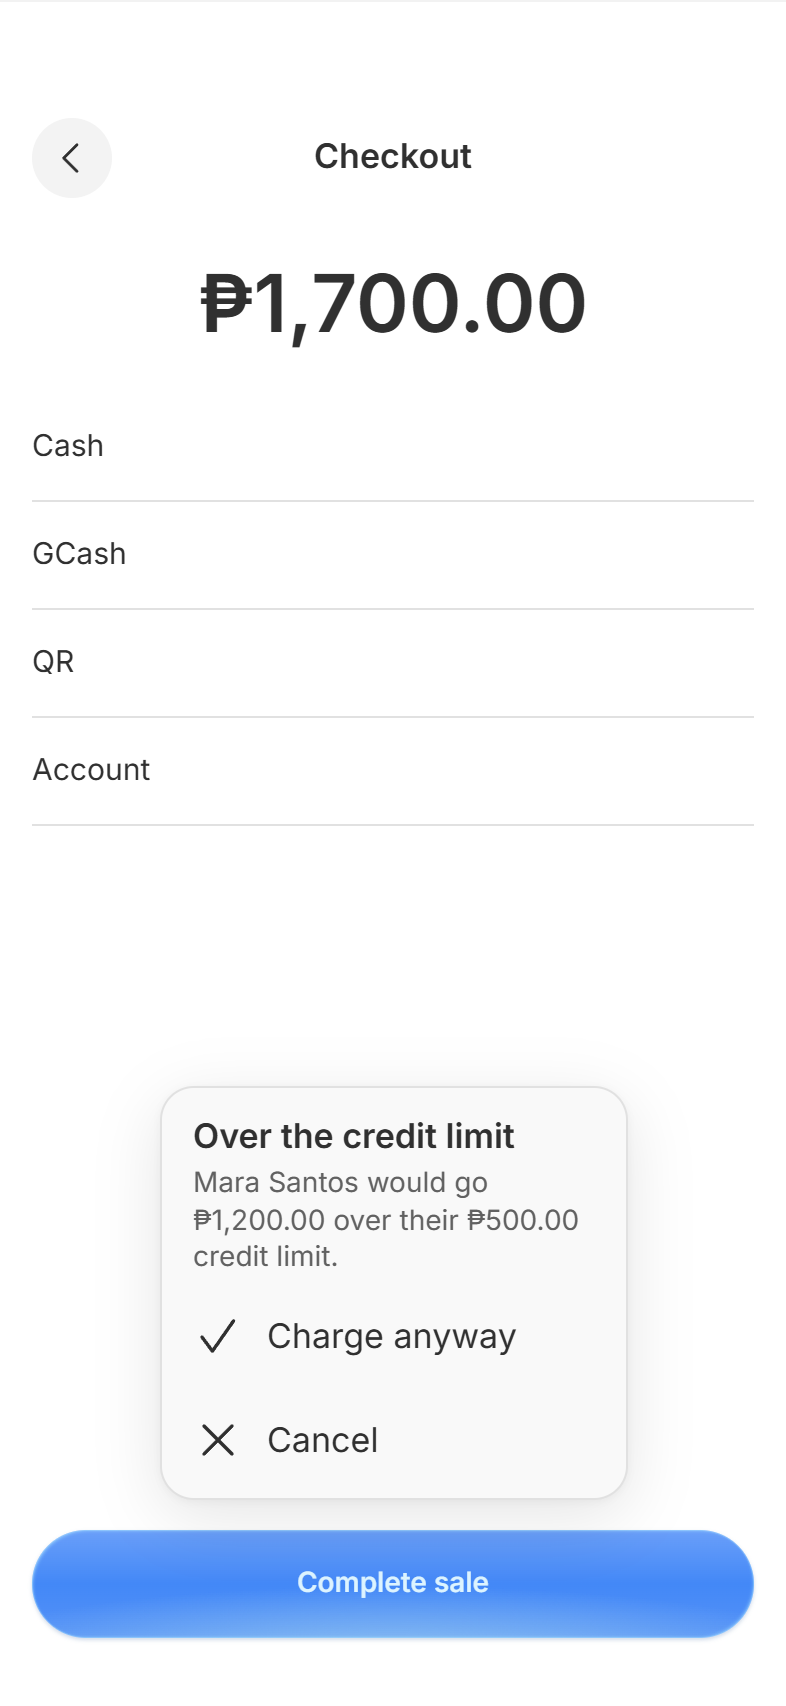 Checkout
₱1,700.00
Cash
GCash
QR
Account
Over the credit limit
Mara Santos would go
₱1,200.00 over their ₱500.00
credit limit.
Charge anyway
Cancel
Complete sale